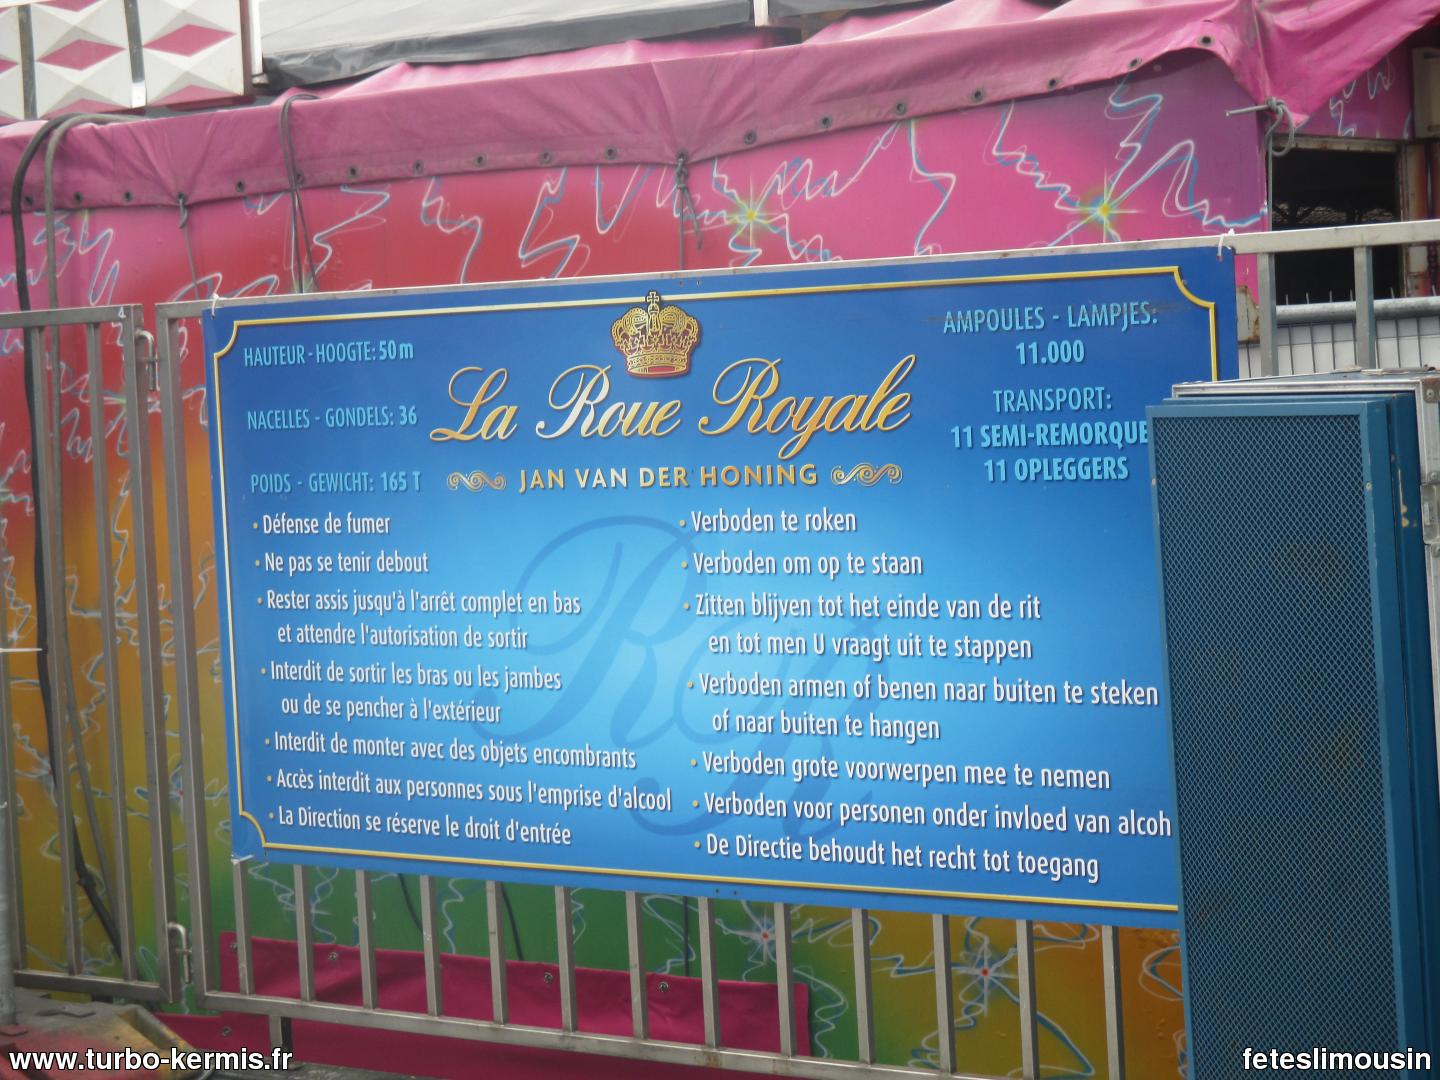 HAUTEUR - HOOGTE: 50 m
NACELLES - GONDELS: 36
POIDS - GEWICHT: 165 T
La Roue Royale
JAN VAN DER HONING
AMPOULES - LAMPJES:
11.000
TRANSPORT:
11 SEMI-REMORQUE
11 OPLEGGERS
• Défense de fumer
• Ne pas se tenir debout
• Rester assis jusqu'à l'arrêt complet en bas
et attendre l'autorisation de sortir
• Interdit de sortir les bras ou les jambes
ou de se pencher à l'extérieur
• Interdit de monter avec des objets encombrants
• Accès interdit aux personnes sous l'emprise d'alcool
• La Direction se réserve le droit d'entrée
• Verboden te roken
• Verboden om op te staan
• Zitten blijven tot het einde van de rit
en tot men U vraagt uit te stappen
• Verboden armen of benen naar buiten te steken
of naar buiten te hangen
• Verboden grote voorwerpen mee te nemen
• Verboden voor personen onder invloed van alcoh
• De Directie behoudt het recht tot toegang
RR
www.turbo-kermis.fr
feteslimousin